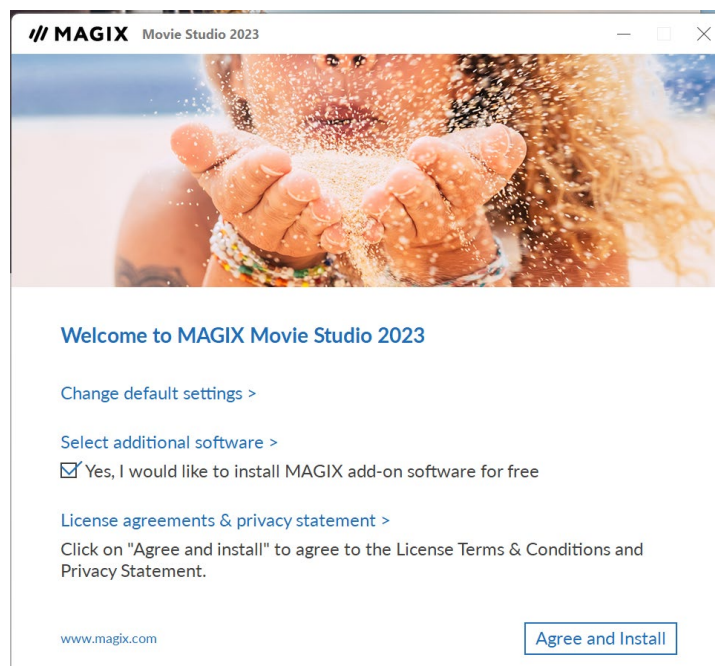 MAGIX Movie Studio 2023
Welcome to MAGIX Movie Studio 2023
Change default settings >
Select additional software >
Yes, I would like to install MAGIX add-on software for free
License agreements & privacy statement >
Click on "Agree and install" to agree to the License Terms & Conditions and
Privacy Statement.
www.magix.com
Agree and Install